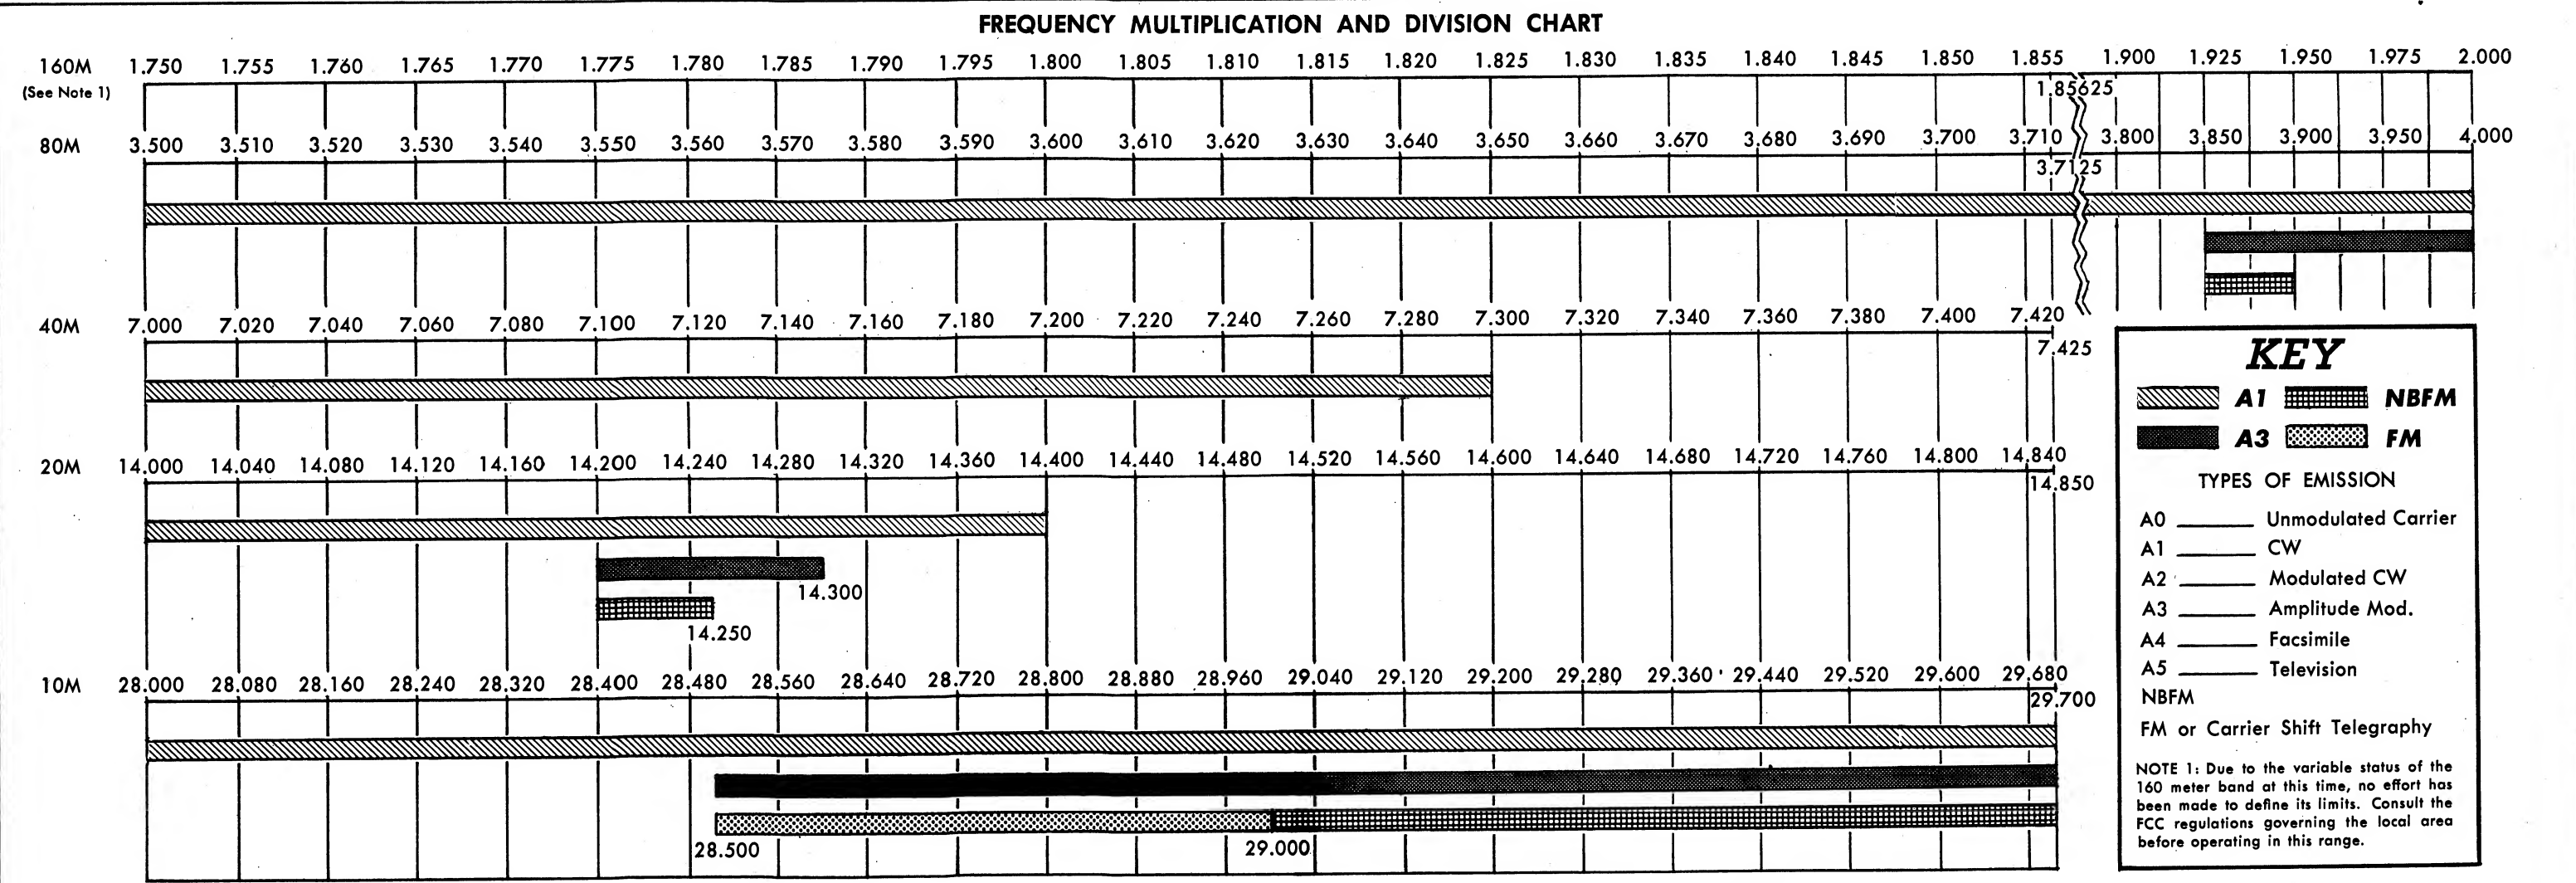 FREQUENCY MULTIPLICATION AND DIVISION CHART
160M 1.750 1.755 1.760 1.765 1.770 1.775 1.780 1.785 1.790 1.795 1.800 1.805 1.810 1.815 1.820 1.825 1.830 1.835 1.840 1.845 1.850 1.855 1.900 1.925 1.950 1.975 2.000
(See Note 1) 1.85625
80M 3.500 3.510 3.520 3.530 3.540 3.550 3.560 3.570 3.580 3.590 3.600 3.610 3.620 3.630 3.640 3.650 3.660 3.670 3.680 3.690 3.700 3.710 3.800 3.850 3.900 3.950 4.000
3.7125
40M 7.000 7.020 7.040 7.060 7.080 7.100 7.120 7.140 7.160 7.180 7.200 7.220 7.240 7.260 7.280 7.300 7.320 7.340 7.360 7.380 7.400 7.420
7.425
20M 14.000 14.040 14.080 14.120 14.160 14.200 14.240 14.280 14.320 14.360 14.400 14.440 14.480 14.520 14.560 14.600 14.640 14.680 14.720 14.760 14.800 14.840
14.850
14.300
14.250
10M 28.000 28.080 28.160 28.240 28.320 28.400 28.480 28.560 28.640 28.720 28.800 28.880 28.960 29.040 29.120 29.200 29.280 29.360 29.440 29.520 29.600 29.680
29.700
28.500 29.000
KEY
A1 NBFM
A3 FM
TYPES OF EMISSION
A0 Unmodulated Carrier
A1 CW
A2 Modulated CW
A3 Amplitude Mod.
A4 Facsimile
A5 Television
NBFM
FM or Carrier Shift Telegraphy
NOTE 1: Due to the variable status of the
160 meter band at this time, no effort has
been made to define its limits. Consult the
FCC regulations governing the local area
before operating in this range.